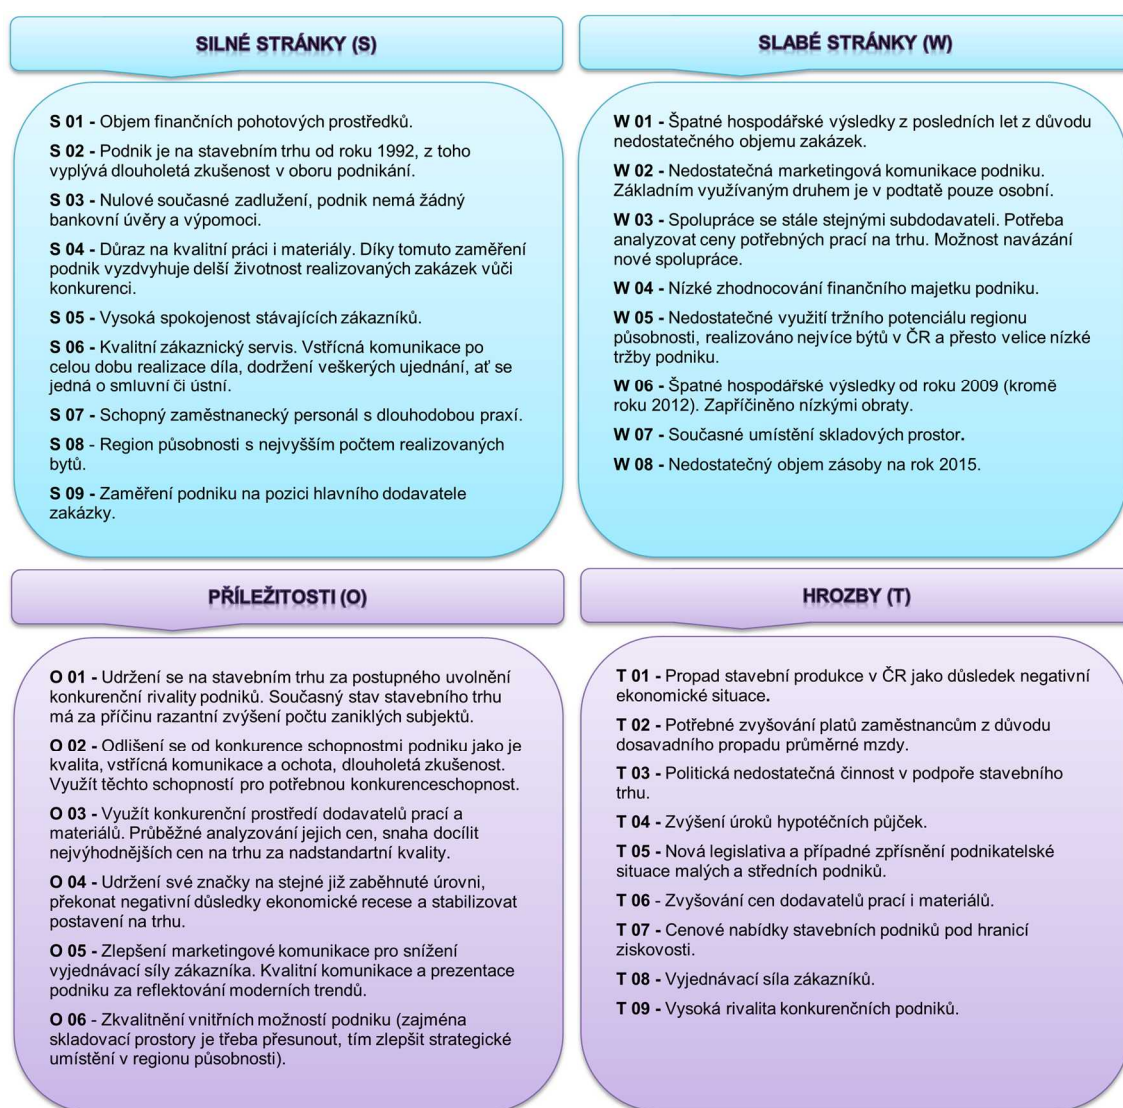 SILNÉ STRÁNKY (S)
S 01 - Objem finančních pohotových prostředků.
S 02 - Podnik je na stavebním trhu od roku 1992, z toho
vyplývá dlouholetá zkušenost v oboru podnikání.
S 03 - Nulové současné zadlužení, podnik nemá žádný
bankovní úvěry a výpomoci.
S 04 - Důraz na kvalitní práci i materiály. Díky tomuto zaměření
podnik vyzdvyhuje delší životnost realizovaných zakázek vůči
konkurenci.
S 05 - Vysoká spokojenost stávajících zákazníků.
S 06 - Kvalitní zákaznický servis. Vstřícná komunikace po
celou dobu realizace díla, dodržení veškerých ujednání, ať se
jedná o smluvní či ústní.
S 07 - Schopný zaměstnanecký personál s dlouhodobou praxí.
S 08 - Region působnosti s nejvyšším počtem realizovaných
bytů.
S 09 - Zaměření podniku na pozici hlavního dodavatele
zakázky.
SLABÉ STRÁNKY (W)
W 01 - Špatné hospodářské výsledky z posledních let z důvodu
nedostatečného objemu zakázek.
W 02 - Nedostatečná marketingová komunikace podniku.
Základním využívaným druhem je v podtatě pouze osobní.
W 03 - Spolupráce se stále stejnými subdodavateli. Potřeba
analyzovat ceny potřebných prací na trhu. Možnost navázání
nové spolupráce.
W 04 - Nízké zhodnocování finančního majetku podniku.
W 05 - Nedostatečné využití tržního potenciálu regionu
působnosti, realizováno nejvíce býtů v ČR a přesto velice nízké
tržby podniku.
W 06 - Špatné hospodářské výsledky od roku 2009 (kromě
roku 2012). Zapříčiněno nízkými obraty.
W 07 - Současné umístění skladových prostor.
W 08 - Nedostatečný objem zásoby na rok 2015.
PŘÍLEŽITOSTI (O)
O 01 - Udržení se na stavebním trhu za postupného uvolnění
konkurenční rivality podniků. Současný stav stavebního trhu
má za příčinu razantní zvýšení počtu zaniklých subjektů.
O 02 - Odlišení se od konkurence schopnostmi podniku jako je
kvalita, vstřícná komunikace a ochota, dlouholetá zkušenost.
Využít těchto schopností pro potřebnou konkurenceschopnost.
O 03 - Využít konkurenční prostředí dodavatelů prací a
materiálů. Průběžné analyzování jejich cen, snaha docílit
nejvýhodnějších cen na trhu za nadstandartní kvality.
O 04 - Udržení své značky na stejné již zaběhnuté úrovni,
překonat negativní důsledky ekonomické recese a stabilizovat
postavení na trhu.
O 05 - Zlepšení marketingové komunikace pro snížení
vyjednávací síly zákazníka. Kvalitní komunikace a prezentace
podniku za reflektování moderních trendů.
O 06 - Zkvalitnění vnitřních možností podniku (zajména
skladovací prostory je třeba přesunout, tím zlepšit strategické
umístění v regionu působnosti).
HROZBY (T)
T 01 - Propad stavební produkce v ČR jako důsledek negativní
ekonomické situace.
T 02 - Potřebné zvyšování platů zaměstnancům z důvodu
dosavadního propadu průměrné mzdy.
T 03 - Politická nedostatečná činnost v podpoře stavebního
trhu.
T 04 - Zvýšení úroků hypotéčních půjček.
T 05 - Nová legislativa a případné zpřísnění podnikatelské
situace malých a středních podniků.
T 06 - Zvyšování cen dodavatelů prací i materiálů.
T 07 - Cenové nabídky stavebních podniků pod hranicí
ziskovosti.
T 08 - Vyjednávací síla zákazníků.
T 09 - Vysoká rivalita konkurenčních podniků.